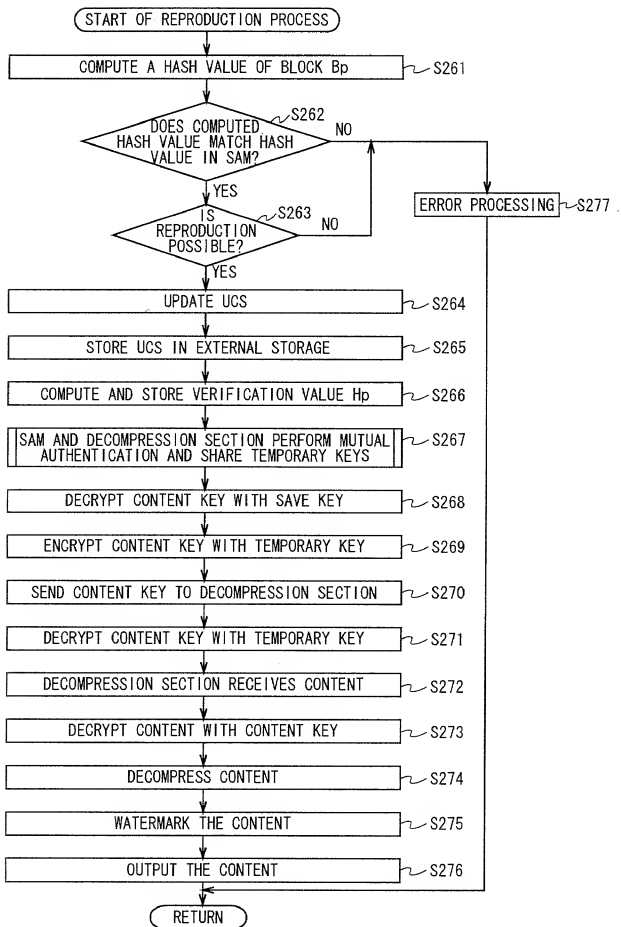 START OF REPRODUCTION PROCESS
COMPUTE A HASH VALUE OF BLOCK Bp
S261
DOES COMPUTED
HASH VALUE MATCH HASH
VALUE IN SAM?
S262
NO
YES
IS
REPRODUCTION
POSSIBLE?
S263
NO
YES
ERROR PROCESSING
S277
UPDATE UCS
S264
STORE UCS IN EXTERNAL STORAGE
S265
COMPUTE AND STORE VERIFICATION VALUE Hp
S266
SAM AND DECOMPRESSION SECTION PERFORM MUTUAL
AUTHENTICATION AND SHARE TEMPORARY KEYS
S267
DECRYPT CONTENT KEY WITH SAVE KEY
S268
ENCRYPT CONTENT KEY WITH TEMPORARY KEY
S269
SEND CONTENT KEY TO DECOMPRESSION SECTION
S270
DECRYPT CONTENT KEY WITH TEMPORARY KEY
S271
DECOMPRESSION SECTION RECEIVES CONTENT
S272
DECRYPT CONTENT WITH CONTENT KEY
S273
DECOMPRESS CONTENT
S274
WATERMARK THE CONTENT
S275
OUTPUT THE CONTENT
S276
RETURN